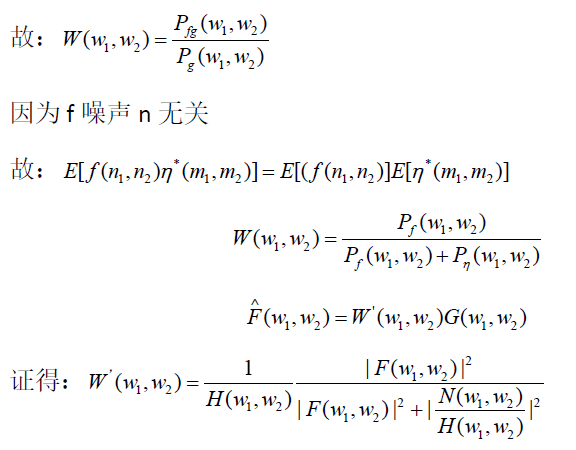 故：W(w₁,w₂)=P_fg(w₁,w₂)/P_g(w₁,w₂)
因为 f 噪声 n 无关
故：E[f(n₁,n₂)η*(m₁,m₂)]=E[(f(n₁,n₂)]E[η*(m₁,m₂)]
W(w₁,w₂)=P_f(w₁,w₂)/(P_f(w₁,w₂)+P_η(w₁,w₂))
F̂(w₁,w₂)=W'(w₁,w₂)G(w₁,w₂)
证得：W'(w₁,w₂)=1/H(w₁,w₂) |F(w₁,w₂)|²/(|F(w₁,w₂)|²+|N(w₁,w₂)/H(w₁,w₂)|²)